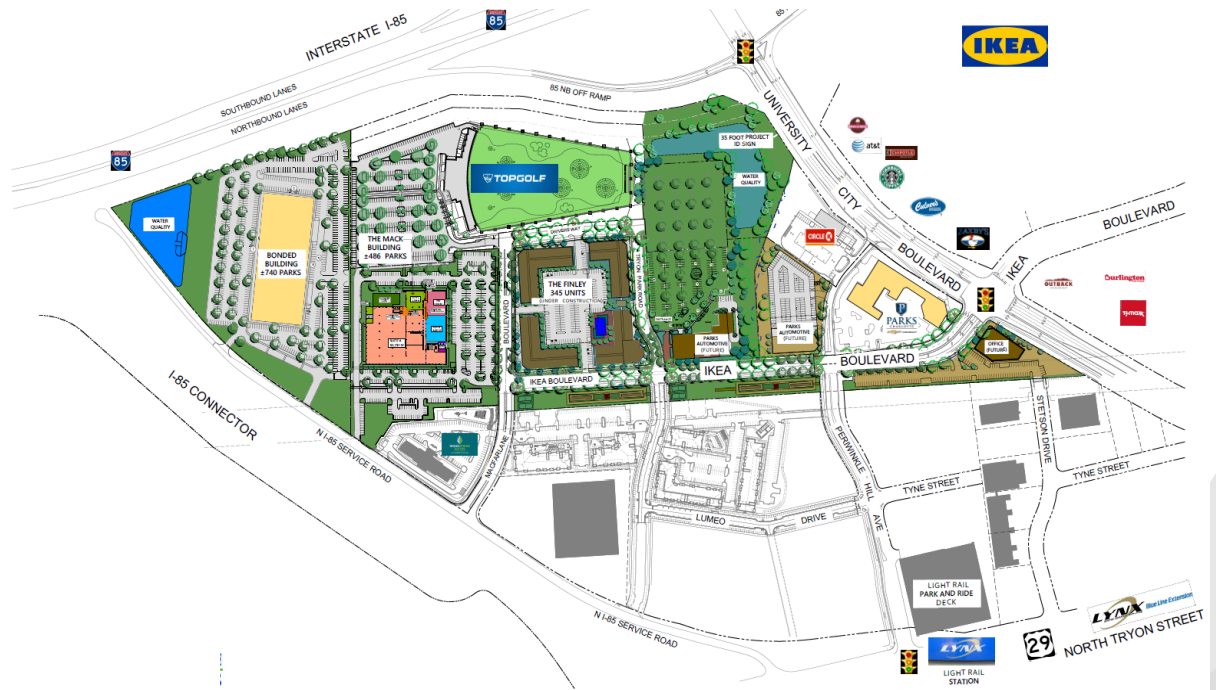 INTERSTATE I-85
85
IKEA
SOUTHBOUND LANES
NORTHBOUND LANES
85 NB OFF RAMP
UNIVERSITY
CITY
BOULEVARD
35 FOOT PROJECT
ID SIGN
WATER
QUALITY
at&t
CHIPOTLE
Culver's
ZAXBY'S
BOULEVARD
IKEA
85
TOPGOLF
WATER
QUALITY
BONDED
BUILDING
±740 PARKS
THE MACK
BUILDING
±486 PARKS
CIRCLE K
OUTBACK
Burlington
TJ-maxx
THE FINLEY
345 UNITS
(UNDER CONSTRUCTION)
TRITON PARK ROAD
BOULEVARD
P
PARKS
PARKS
AUTOMOTIVE
(FUTURE)
PARKS
AUTOMOTIVE
(FUTURE)
OFFICE
(FUTURE)
IKEA BOULEVARD
IKEA
BOULEVARD
I-85 CONNECTOR
N I-85 SERVICE ROAD
MACFARLANE
PERIWINKLE
HILL
AVE
STETSON DRIVE
TYNE STREET
TYNE STREET
LUMEO
DRIVE
N I-85 SERVICE ROAD
LIGHT RAIL
PARK AND RIDE
DECK
LYNX Blue Line Extension
29
NORTH TRYON STREET
LYNX
LIGHT RAIL
STATION